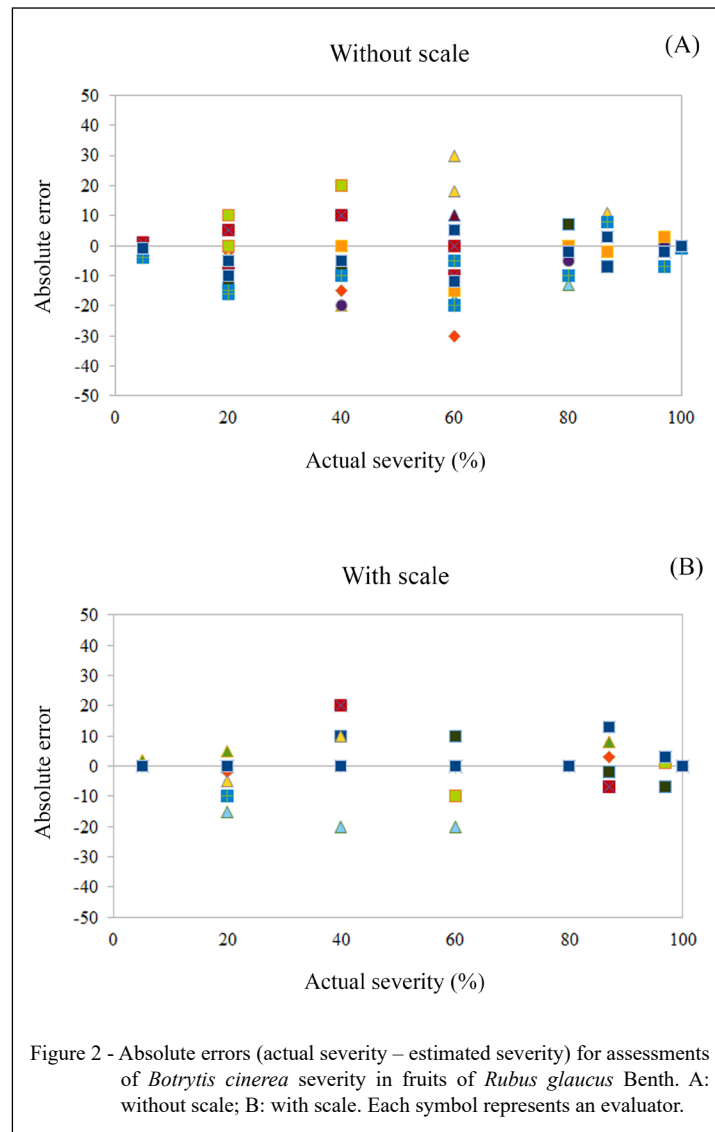 (A)
Without scale
50
40
30
20
10
0
-10
-20
-30
-40
-50
Absolute error
0 20 40 60 80 100
Actual severity (%)
(B)
With scale
50
40
30
20
10
0
-10
-20
-30
-40
-50
Absolute error
0 20 40 60 80 100
Actual severity (%)
Figure 2 - Absolute errors (actual severity – estimated severity) for assessments
of Botrytis cinerea severity in fruits of Rubus glaucus Benth. A:
without scale; B: with scale. Each symbol represents an evaluator.